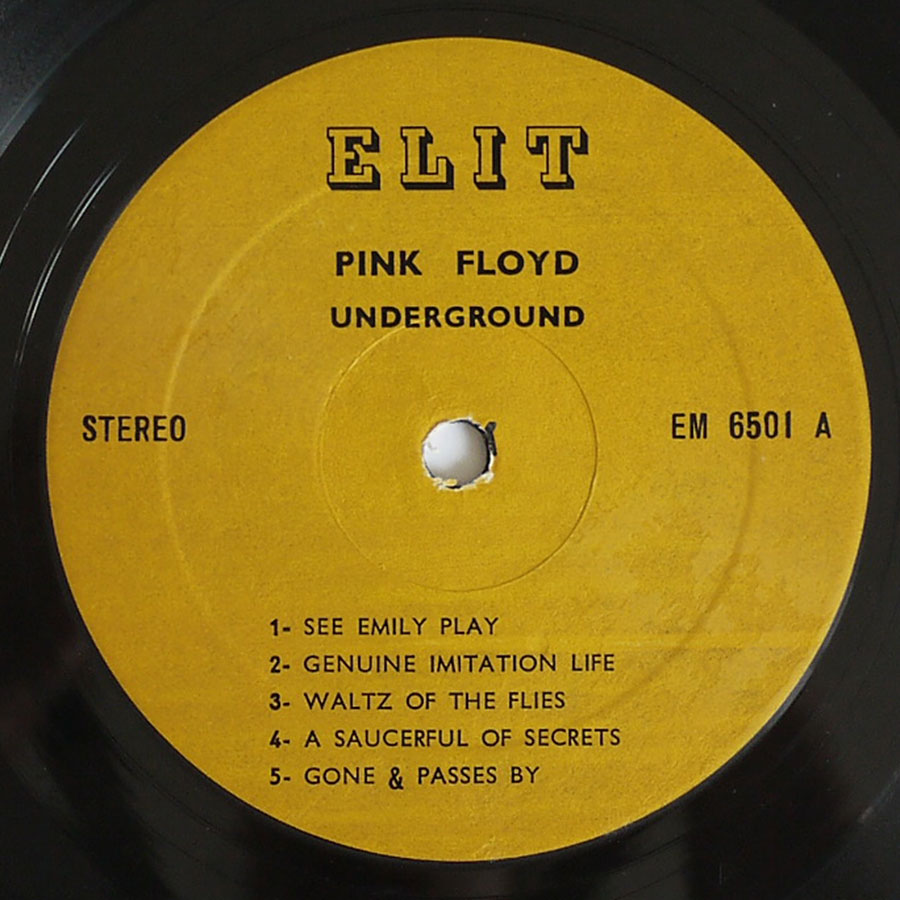 ELIT
PINK FLOYD
UNDERGROUND
STEREO
EM 6501 A
1- SEE EMILY PLAY
2- GENUINE IMITATION LIFE
3- WALTZ OF THE FLIES
4- A SAUCERFUL OF SECRETS
5- GONE & PASSES BY